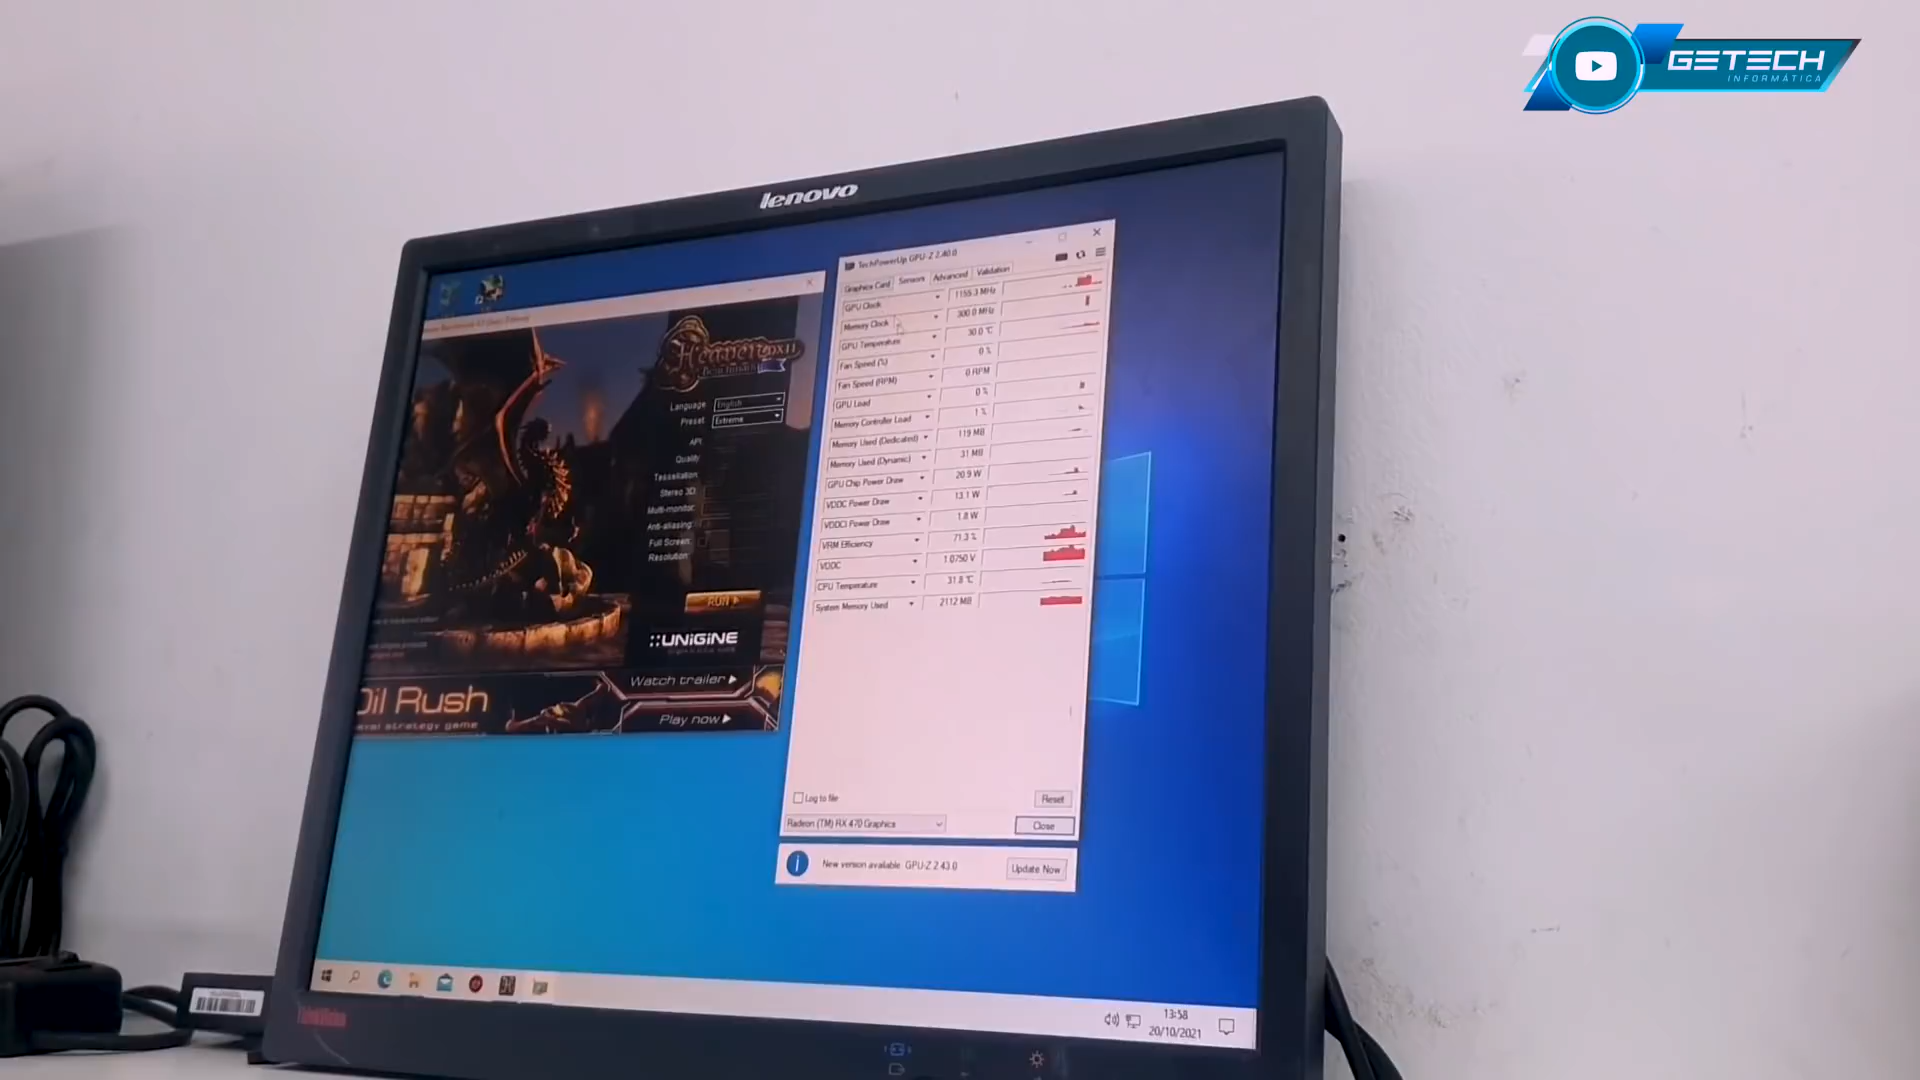 GETECH
INFORMÁTICA
lenovo
TechPowerUp GPU-Z 2.40.0
Graphics Card Sensors Advanced Validation
GPU Clock 1155.3 MHz
Memory Clock 300.0 MHz
GPU Temperature 30.0 °C
Fan Speed (%) 0 %
Fan Speed (RPM) 0 RPM
GPU Load 0 %
Memory Controller Load 1 %
Memory Used (Dedicated) 119 MB
Memory Used (Dynamic) 31 MB
GPU Chip Power Draw 20.9 W
VDDC Power Draw 13.1 W
VDDCI Power Draw 1.8 W
VRM Efficiency 71.3 %
VDDC 1.0750 V
CPU Temperature 31.8 °C
System Memory Used 2112 MB
Log to file
Reset
Radeon (TM) RX 470 Graphics
Close
New version available GPU-Z 2.43.0
Update Now
Heaven DX11
Benchmark
Language English
Preset Extreme
API
Quality
Tessellation
Stereo 3D:
Multi-monitor:
Anti-aliasing:
Full Screen:
Resolution:
RUN
UNiGiNE
Oil Rush
naval strategy game
Watch trailer
Play now
13:58
20/10/2021
ThinkVision